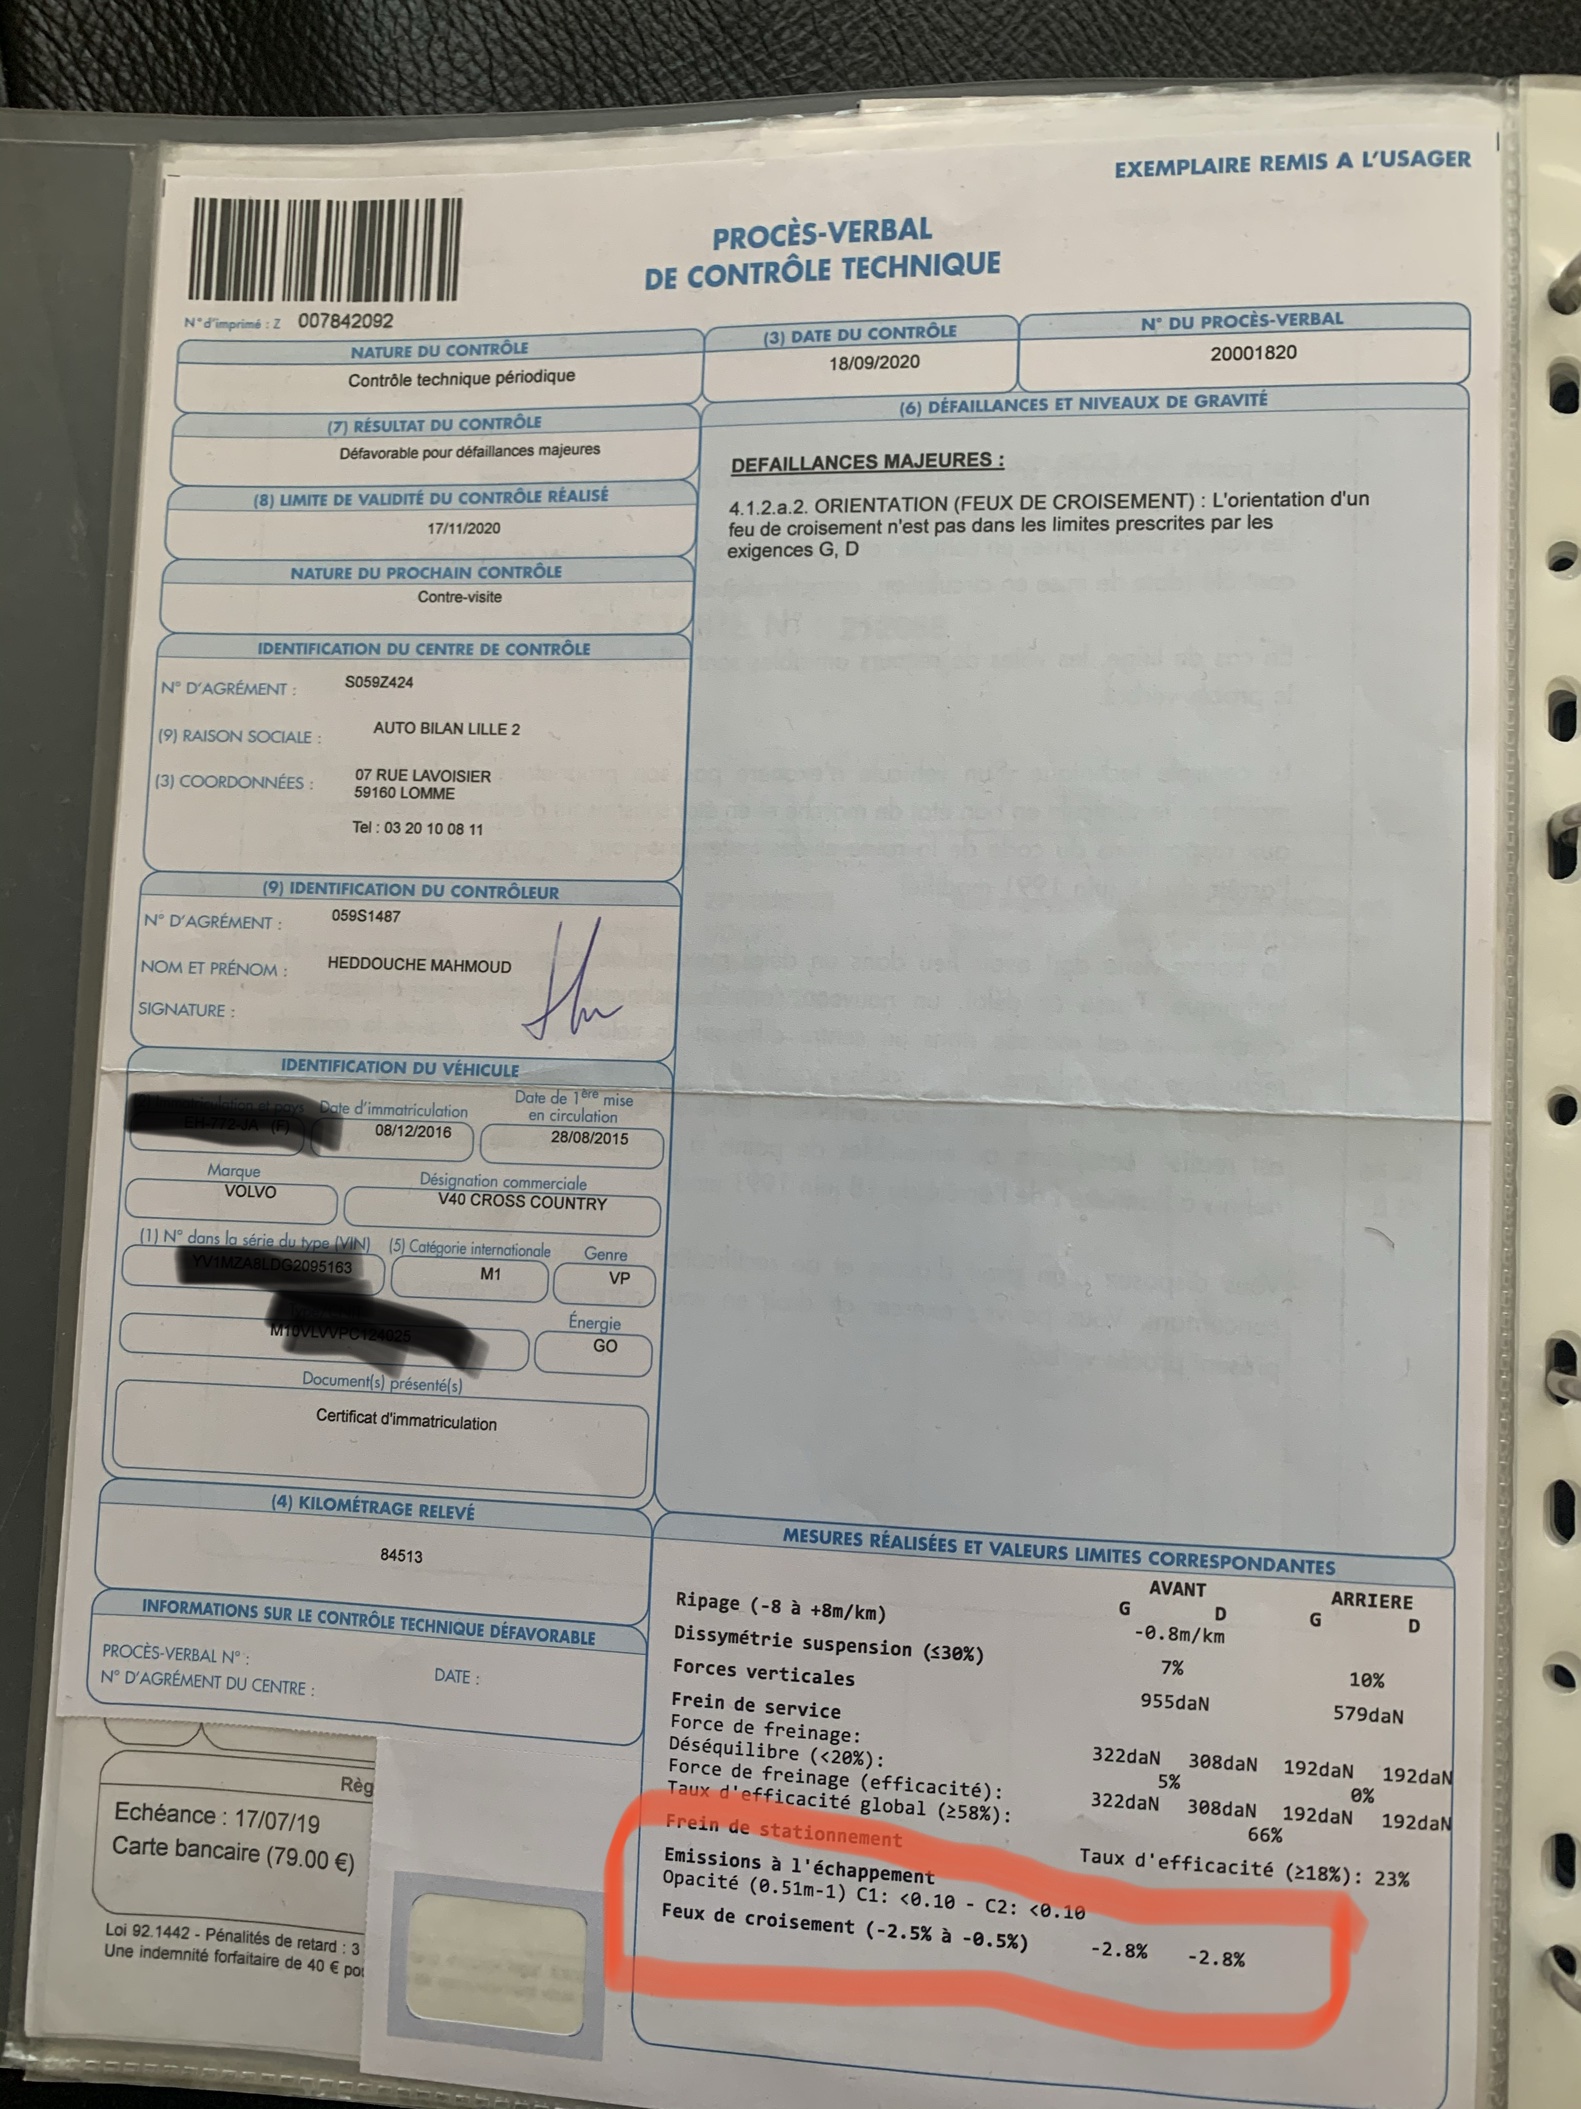 EXEMPLAIRE REMIS A L'USAGER
PROCÈS-VERBAL
DE CONTRÔLE TECHNIQUE
N°d'imprimé : Z 007842092
NATURE DU CONTRÔLE
Contrôle technique périodique
(3) DATE DU CONTRÔLE
18/09/2020
N° DU PROCÈS-VERBAL
20001820
(7) RÉSULTAT DU CONTRÔLE
Défavorable pour défaillances majeures
(8) LIMITE DE VALIDITÉ DU CONTRÔLE RÉALISÉ
17/11/2020
NATURE DU PROCHAIN CONTRÔLE
Contre-visite
(6) DÉFAILLANCES ET NIVEAUX DE GRAVITÉ
DEFAILLANCES MAJEURES :
4.1.2.a.2. ORIENTATION (FEUX DE CROISEMENT) : L'orientation d'un
feu de croisement n'est pas dans les limites prescrites par les
exigences G, D
IDENTIFICATION DU CENTRE DE CONTRÔLE
N° D'AGRÉMENT : S059Z424
(9) RAISON SOCIALE : AUTO BILAN LILLE 2
(3) COORDONNÉES : 07 RUE LAVOISIER
59160 LOMME
Tel : 03 20 10 08 11
(9) IDENTIFICATION DU CONTRÔLEUR
N° D'AGRÉMENT : 059S1487
NOM ET PRÉNOM : HEDDOUCHE MAHMOUD
SIGNATURE :
IDENTIFICATION DU VÉHICULE
Date d'immatriculation
08/12/2016
Date de 1ère mise
en circulation
28/08/2015
Marque
VOLVO
Désignation commerciale
V40 CROSS COUNTRY
(1) N° dans la série du type (VIN)
(5) Catégorie internationale
M1
Genre
VP
Énergie
GO
Document(s) présenté(s)
Certificat d'immatriculation
(4) KILOMÉTRAGE RELEVÉ
84513
INFORMATIONS SUR LE CONTRÔLE TECHNIQUE DÉFAVORABLE
PROCÈS-VERBAL N° :
N° D'AGRÉMENT DU CENTRE : DATE :
MESURES RÉALISÉES ET VALEURS LIMITES CORRESPONDANTES
AVANT ARRIERE
G D G D
Ripage (-8 à +8m/km) -0.8m/km
Dissymétrie suspension (≤30%) 7% 10%
Forces verticales 955daN 579daN
Frein de service
Force de freinage: 322daN 308daN 192daN 192daN
Déséquilibre (<20%): 5% 0%
Force de freinage (efficacité): 322daN 308daN 192daN 192daN
Taux d'efficacité global (≥58%): 66%
Frein de stationnement Taux d'efficacité (≥18%): 23%
Emissions à l'échappement
Opacité (0.51m-1) C1: <0.10 - C2: <0.10
Feux de croisement (-2.5% à -0.5%) -2.8% -2.8%
Règ
Echéance : 17/07/19
Carte bancaire (79.00 €)
Loi 92.1442 - Pénalités de retard : 3
Une indemnité forfaitaire de 40 € po